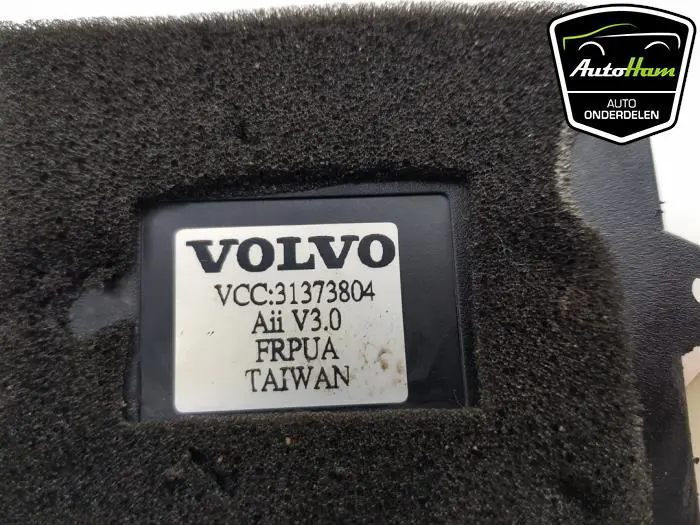 AutoHam
AUTO
ONDERDELEN
VOLVO
VCC:31373804
Aii V3.0
FRPUA
TAIWAN